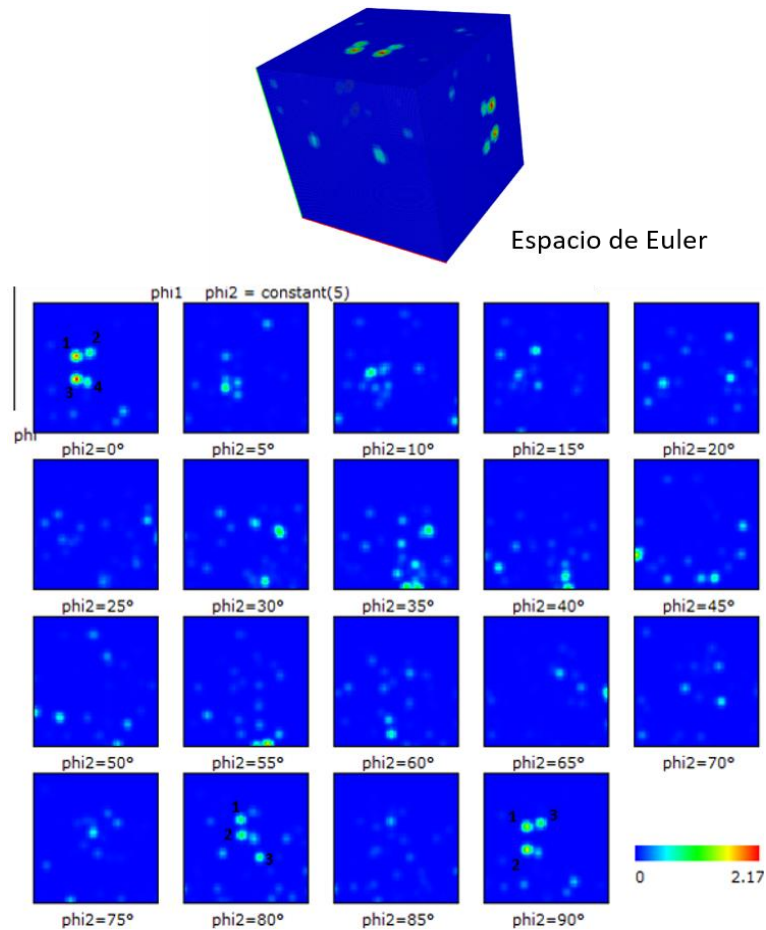 Espacio de Euler
phi1 phi2 = constant(5)
1 2
3 4
phi
phi2=0° phi2=5° phi2=10° phi2=15° phi2=20°
phi2=25° phi2=30° phi2=35° phi2=40° phi2=45°
phi2=50° phi2=55° phi2=60° phi2=65° phi2=70°
1 1 3
2 3 2
0 2.17
phi2=75° phi2=80° phi2=85° phi2=90°